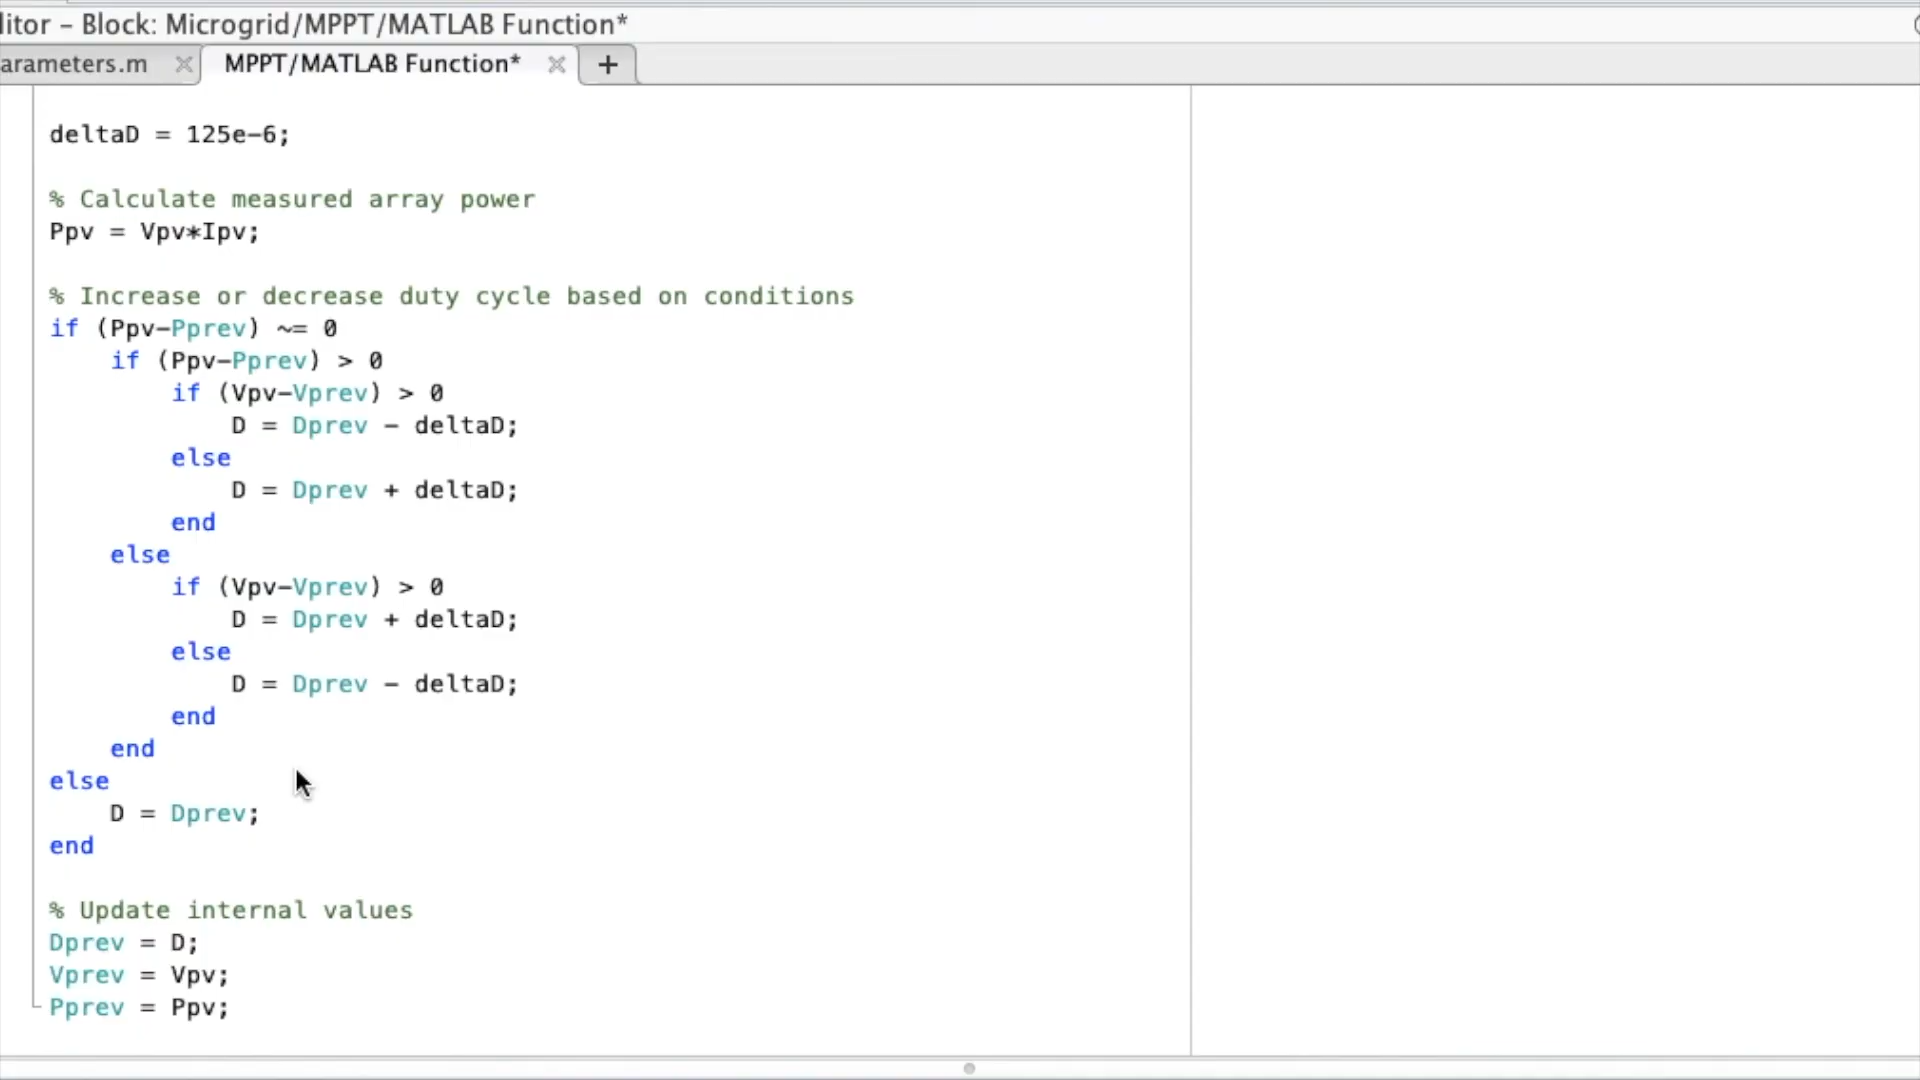 itor – Block: Microgrid/MPPT/MATLAB Function*
arameters.m × MPPT/MATLAB Function* × +
deltaD = 125e-6;
% Calculate measured array power
Ppv = Vpv*Ipv;
% Increase or decrease duty cycle based on conditions
if (Ppv-Pprev) ~= 0
if (Ppv-Pprev) > 0
if (Vpv-Vprev) > 0
D = Dprev - deltaD;
else
D = Dprev + deltaD;
end
else
if (Vpv-Vprev) > 0
D = Dprev + deltaD;
else
D = Dprev - deltaD;
end
end
else
D = Dprev;
end
% Update internal values
Dprev = D;
Vprev = Vpv;
Pprev = Ppv;